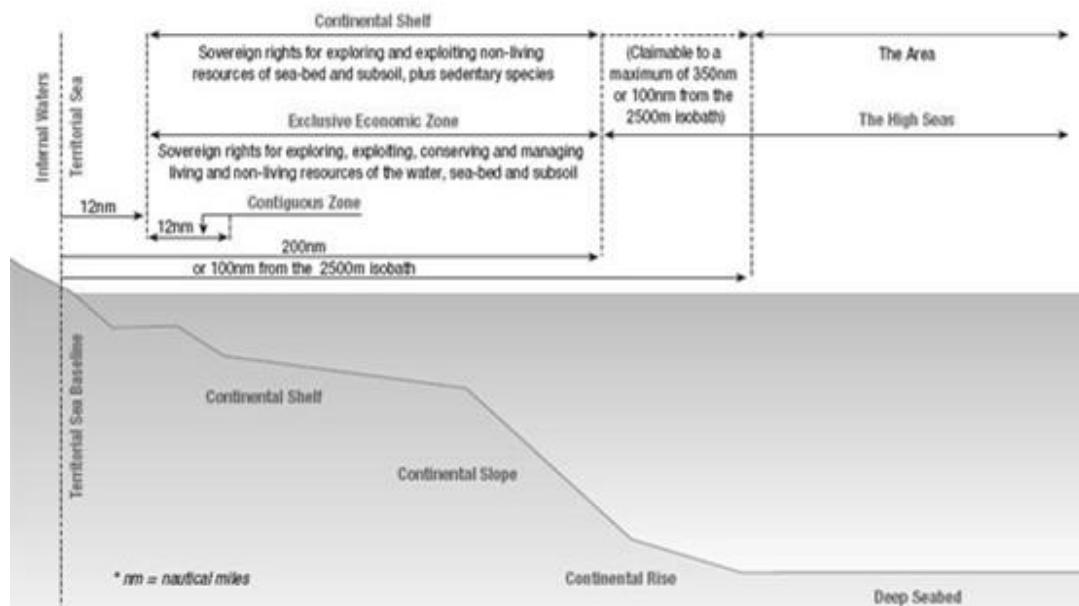 Continental Shelf
Sovereign rights for exploring and exploiting non-living
resources of sea-bed and subsoil, plus sedentary species
(Claimable to a
maximum of 350nm
or 100nm from the
2500m isobath)
The Area
Exclusive Economic Zone
The High Seas
Sovereign rights for exploring, exploiting, conserving and managing
living and non-living resources of the water, sea-bed and subsoil
Internal Waters
Territorial Sea
12nm
Contiguous Zone
12nm
200nm
or 100nm from the 2500m isobath
Territorial Sea Baseline
Continental Shelf
Continental Slope
Continental Rise
Deep Seabed
* nm = nautical miles